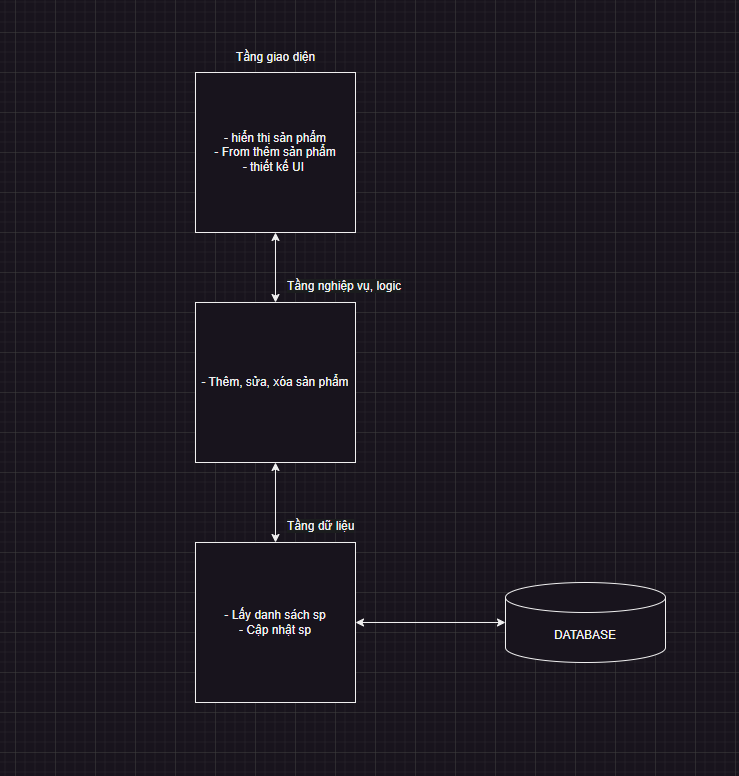 Tầng giao diện
- hiển thị sản phẩm
- From thêm sản phẩm
- thiết kế UI
Tầng nghiệp vụ, logic
- Thêm, sửa, xóa sản phẩm
Tầng dữ liệu
- Lấy danh sách sp
- Cập nhật sp
DATABASE